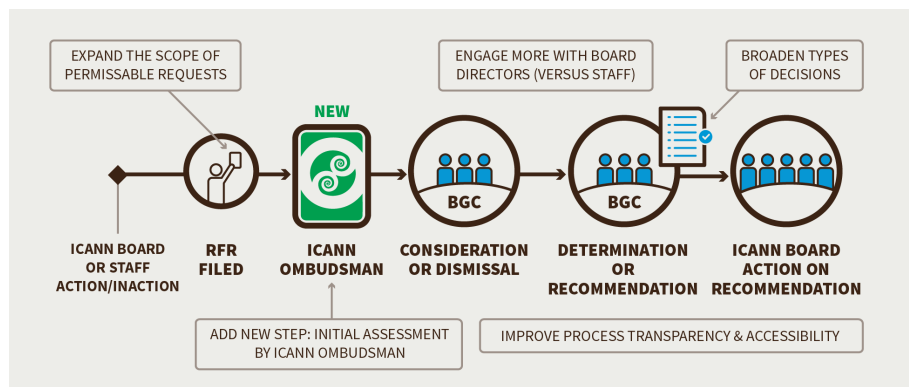 EXPAND THE SCOPE OF
PERMISSABLE REQUESTS
ENGAGE MORE WITH BOARD
DIRECTORS (VERSUS STAFF)
BROADEN TYPES
OF DECISIONS
NEW
BGC
BGC
ICANN BOARD
OR STAFF
ACTION/INACTION
RFR
FILED
ICANN
OMBUDSMAN
CONSIDERATION
OR DISMISSAL
DETERMINATION
OR
RECOMMENDATION
ICANN BOARD
ACTION ON
RECOMMENDATION
ADD NEW STEP: INITIAL ASSESSMENT
BY ICANN OMBUDSMAN
IMPROVE PROCESS TRANSPARENCY & ACCESSIBILITY